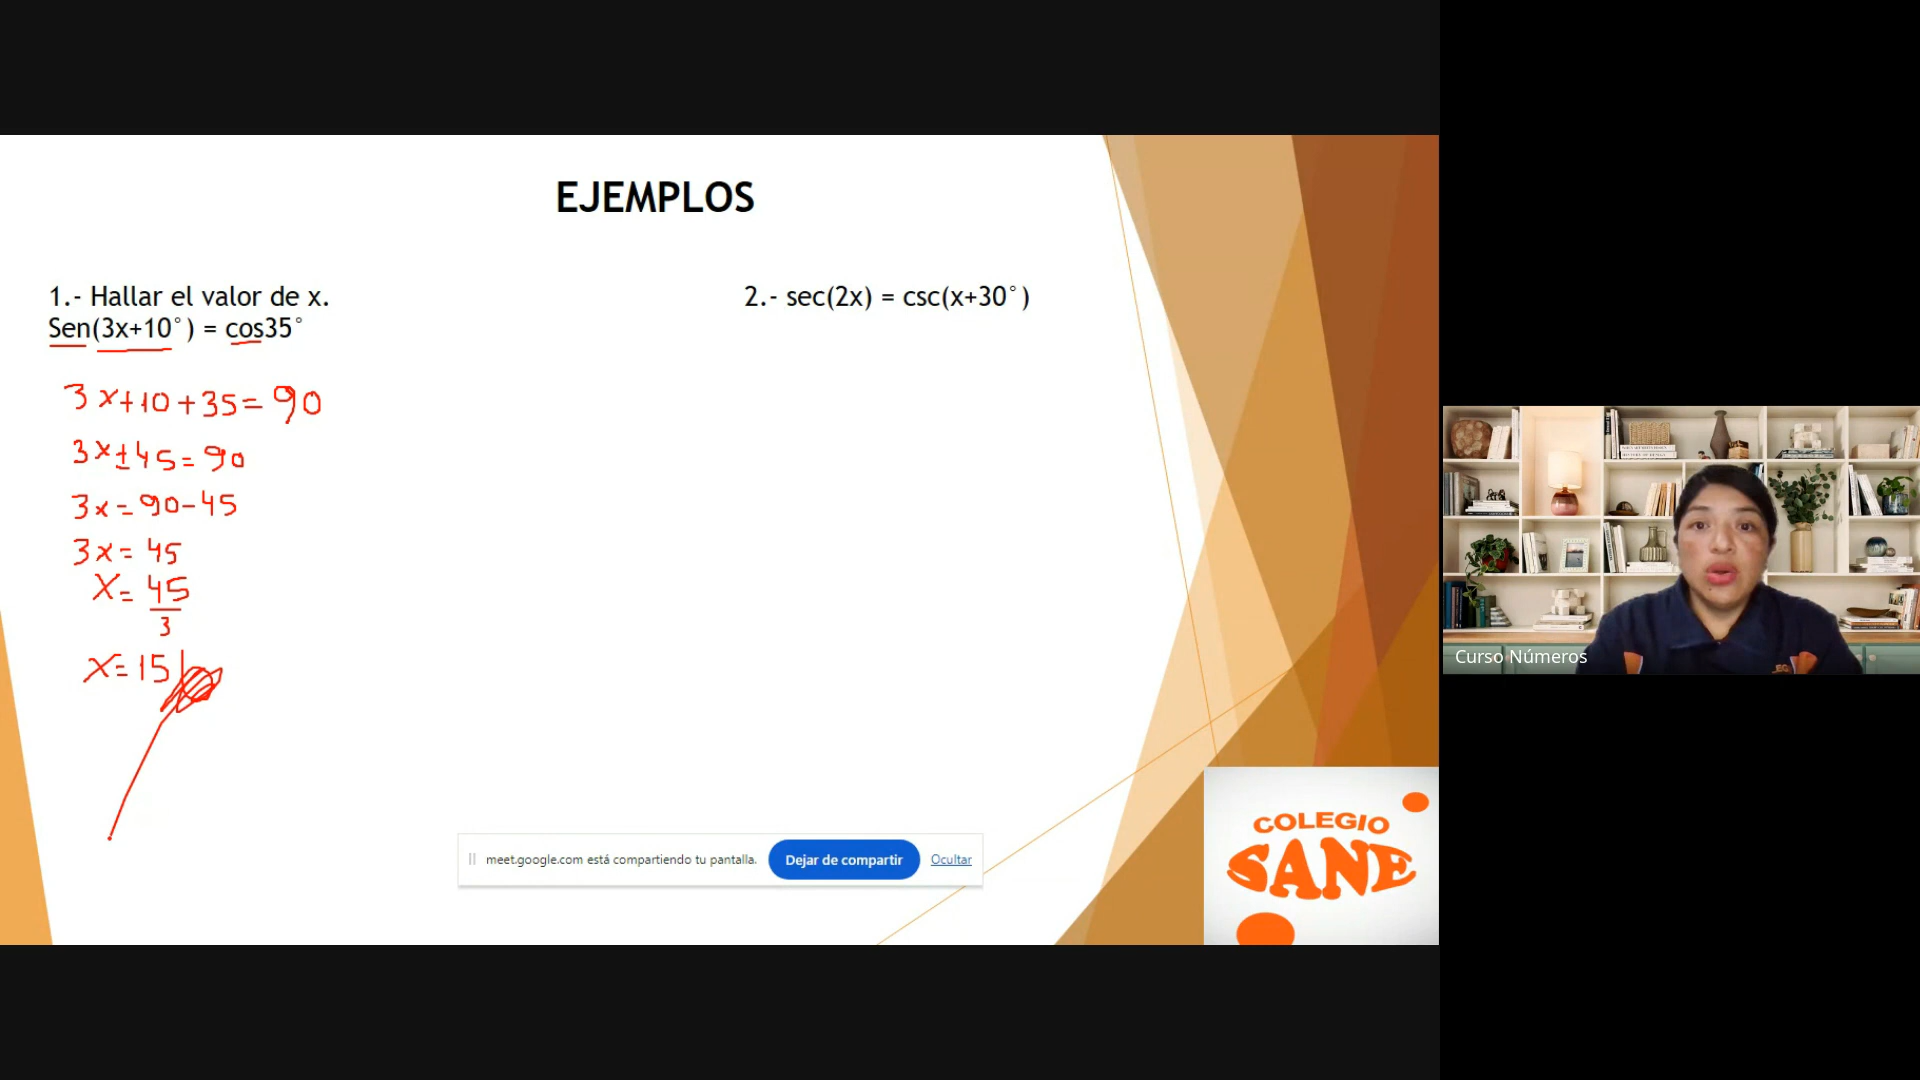 EJEMPLOS
1.- Hallar el valor de x.
Sen(3x+10°) = cos35°
3x+10+35=90
3x+45=90
3x=90-45
3x=45
x=45
3
x=15
2.- sec(2x) = csc(x+30°)
meet.google.com está compartiendo tu pantalla.
Dejar de compartir
Ocultar
COLEGIO
SANE
Curso Números